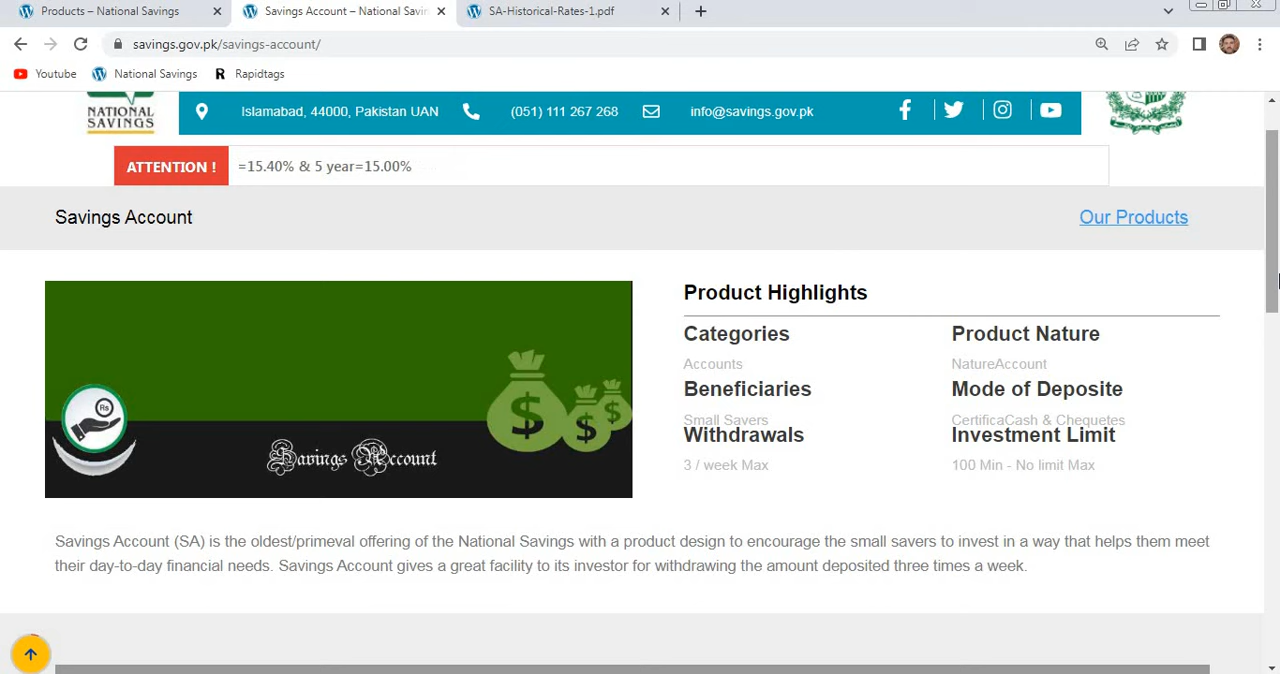 Products – National Savings
Savings Account – National Savin
SA-Historical-Rates-1.pdf
savings.gov.pk/savings-account/
Youtube
National Savings
Rapidtags
NATIONAL
SAVINGS
Islamabad, 44000, Pakistan UAN
(051) 111 267 268
info@savings.gov.pk
ATTENTION !
=15.40% & 5 year=15.00%
Savings Account
Our Products
Product Highlights
Categories
Product Nature
Accounts
NatureAccount
Beneficiaries
Mode of Deposite
Small Savers
CertificaCash & Chequetes
Withdrawals
Investment Limit
3 / week Max
100 Min - No limit Max
Rs
$
$
$
Savings Account
Savings Account (SA) is the oldest/primeval offering of the National Savings with a product design to encourage the small savers to invest in a way that helps them meet
their day-to-day financial needs. Savings Account gives a great facility to its investor for withdrawing the amount deposited three times a week.